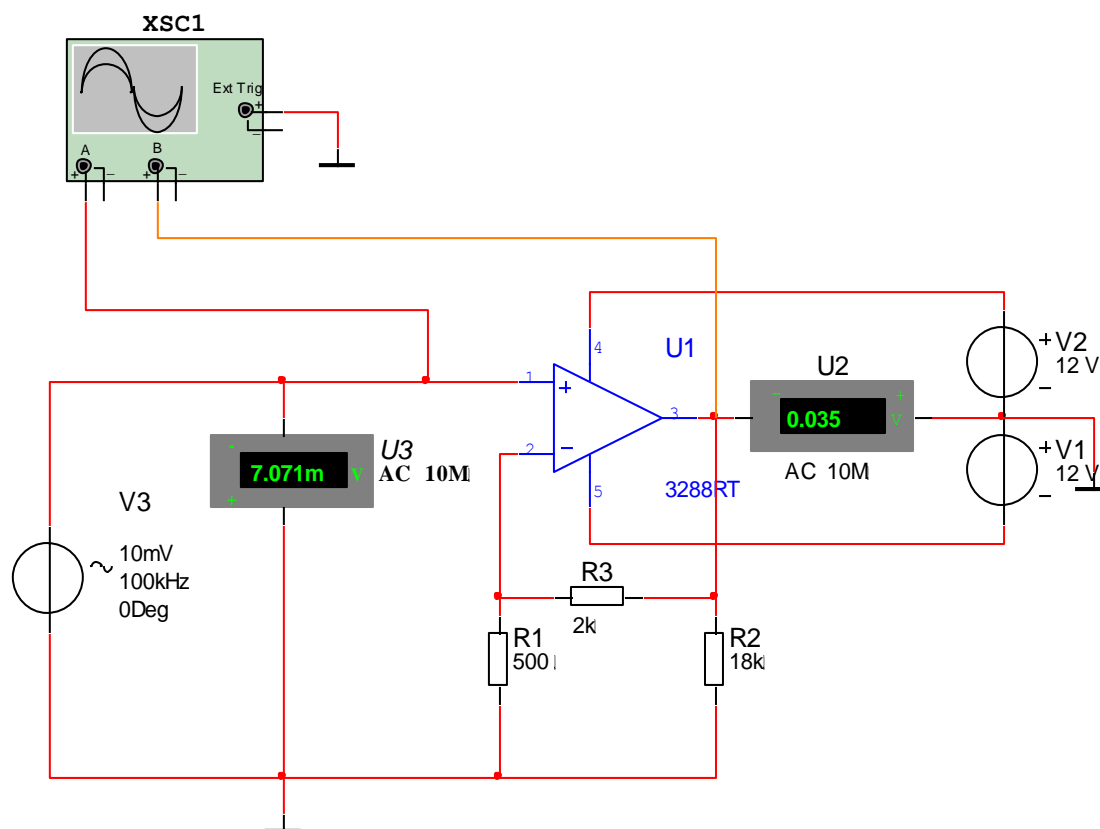 XSC1
Ext Trig
+
−
A
B
+ − + −
4
U1
+ V2
12 V
−
U2
1
+
3
− +
0.035 V
AC 10M
2
−
-
U3
7.071m V
AC 10M
+
+ V1
12 V
−
5
3288RT
V3
10mV
100kHz
0Deg
R3
2k
R1
500
R2
18k